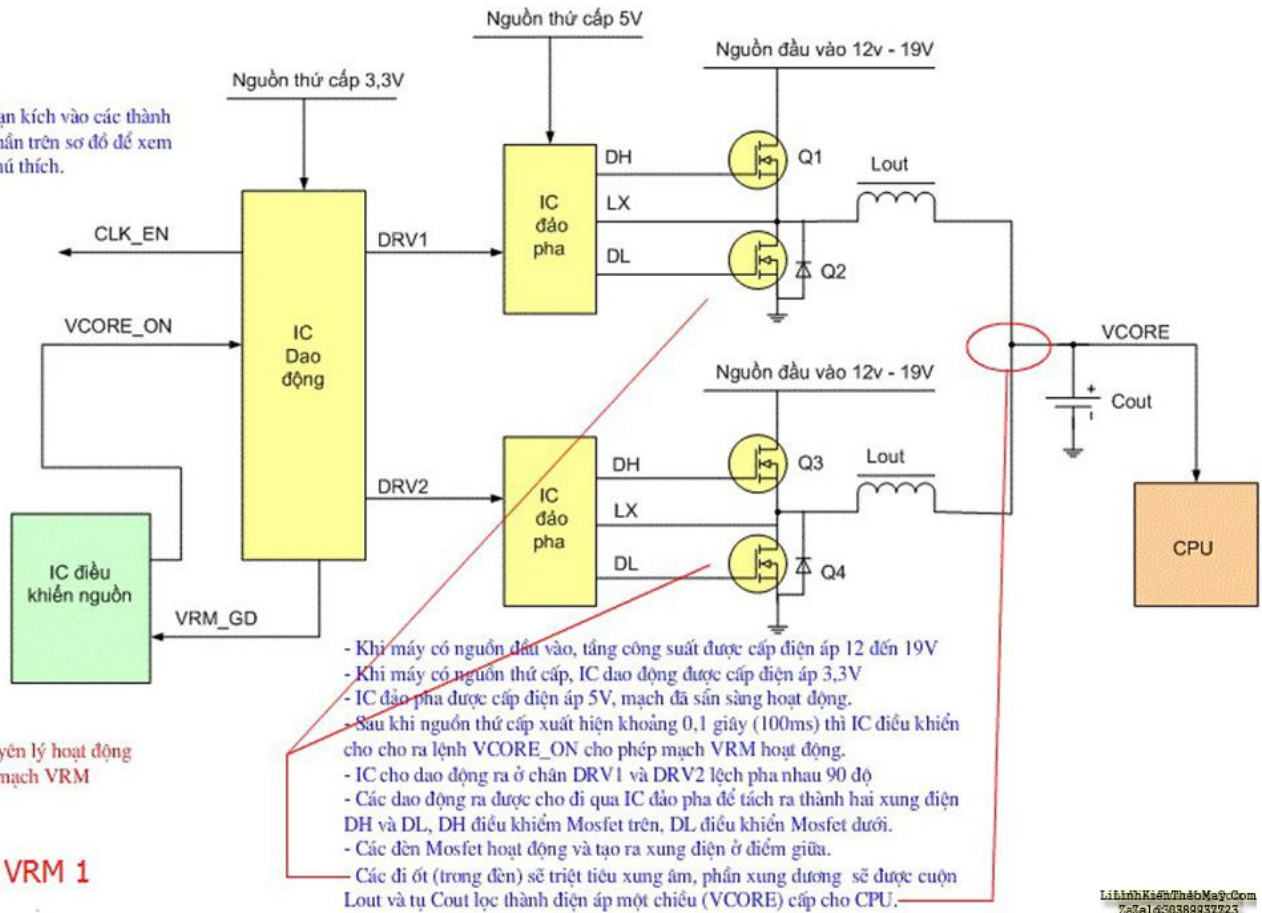 Nguồn thứ cấp 5V
Nguồn đầu vào 12v - 19V
Nguồn thứ cấp 3,3V
kích vào các thành
trên sơ đồ để xem
thích.
DH
Q1
Lout
IC
đảo
pha
LX
CLK_EN
DRV1
DL
Q2
VCORE_ON
IC
Dao
động
VCORE
Nguồn đầu vào 12v - 19V
Cout
DH
Q3
Lout
DRV2
IC
đảo
pha
LX
DL
Q4
CPU
IC điều
khiển nguồn
VRM_GD
- Khi máy có nguồn đầu vào, tầng công suất được cấp điện áp 12 đến 19V
- Khi máy có nguồn thứ cấp, IC dao động được cấp điện áp 3,3V
- IC đảo pha được cấp điện áp 5V, mạch đã sẵn sàng hoạt động.
- Sau khi nguồn thứ cấp xuất hiện khoảng 0,1 giây (100ms) thì IC điều khiển
cho cho ra lệnh VCORE_ON cho phép mạch VRM hoạt động.
- IC cho dao động ra ở chân DRV1 và DRV2 lệch pha nhau 90 độ
- Các dao động ra được cho đi qua IC đảo pha để tách ra thành hai xung điện
DH và DL, DH điều khiểm Mosfet trên, DL điều khiển Mosfet dưới.
- Các đèn Mosfet hoạt động và tạo ra xung điện ở điểm giữa.
- Các đi ốt (trong đèn) sẽ triệt tiêu xung âm, phần xung dương sẽ được cuộn
Lout và tụ Cout lọc thành điện áp một chiều (VCORE) cấp cho CPU.
lý hoạt động
mạch VRM
VRM 1
LiLinhKiệnTháoMáy.Com